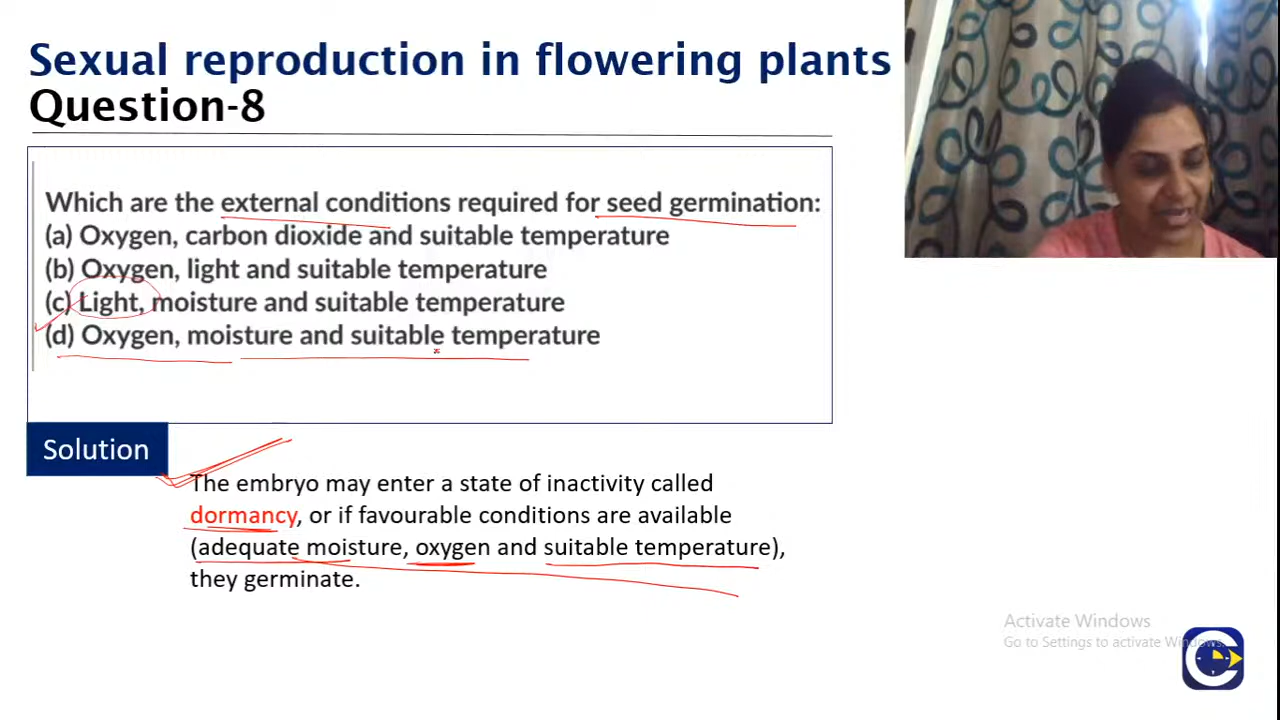 Sexual reproduction in flowering plants
Question-8
Which are the external conditions required for seed germination:
(a) Oxygen, carbon dioxide and suitable temperature
(b) Oxygen, light and suitable temperature
(c) Light, moisture and suitable temperature
(d) Oxygen, moisture and suitable temperature
Solution
The embryo may enter a state of inactivity called
dormancy, or if favourable conditions are available
(adequate moisture, oxygen and suitable temperature),
they germinate.
Activate Windows
Go to Settings to activate Windows.